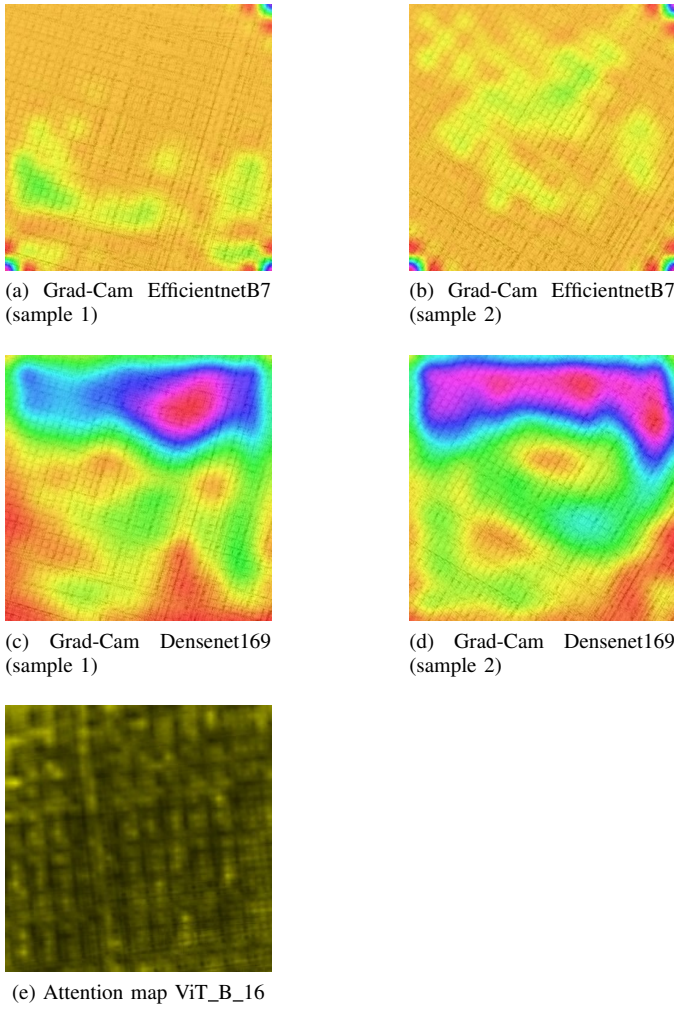 (a) Grad-Cam EfficientnetB7
(sample 1)
(b) Grad-Cam EfficientnetB7
(sample 2)
(c) Grad-Cam Densenet169
(sample 1)
(d) Grad-Cam Densenet169
(sample 2)
(e) Attention map ViT_B_16